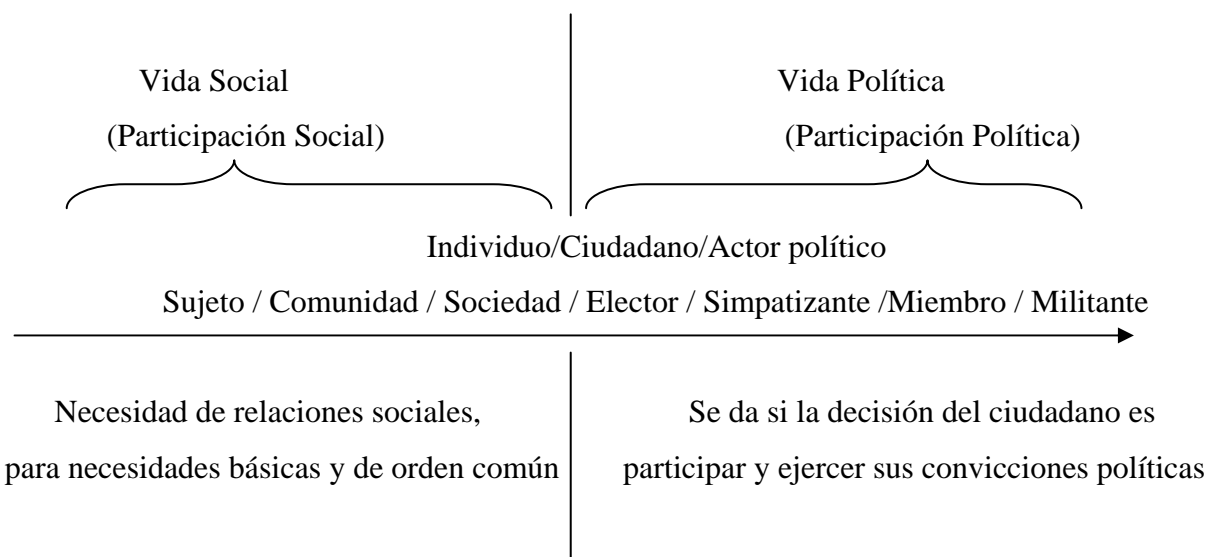 Vida Social
(Participación Social)
Vida Política
(Participación Política)
Individuo/Ciudadano/Actor político
Sujeto / Comunidad / Sociedad / Elector / Simpatizante /Miembro / Militante
Necesidad de relaciones sociales,
para necesidades básicas y de orden común
Se da si la decisión del ciudadano es
participar y ejercer sus convicciones políticas